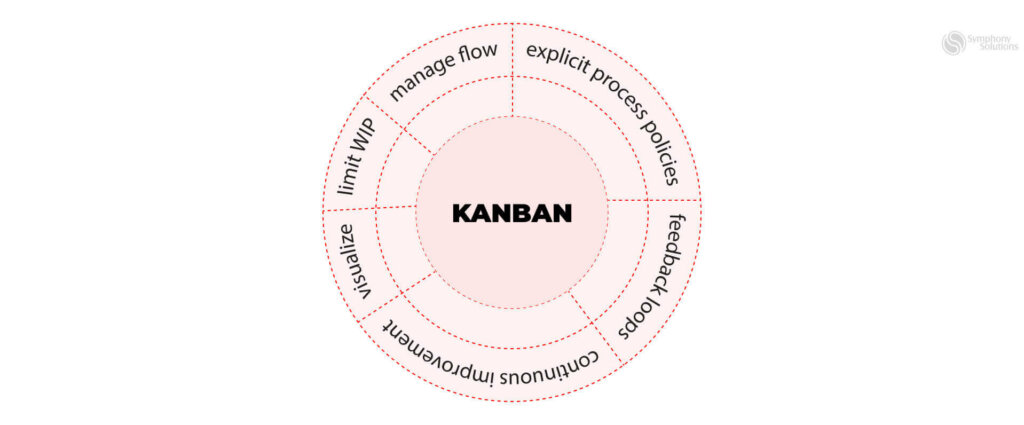 manage flow
explicit process policies
feedback loops
continuous improvement
visualize
limit WIP
KANBAN
Symphony
Solutions